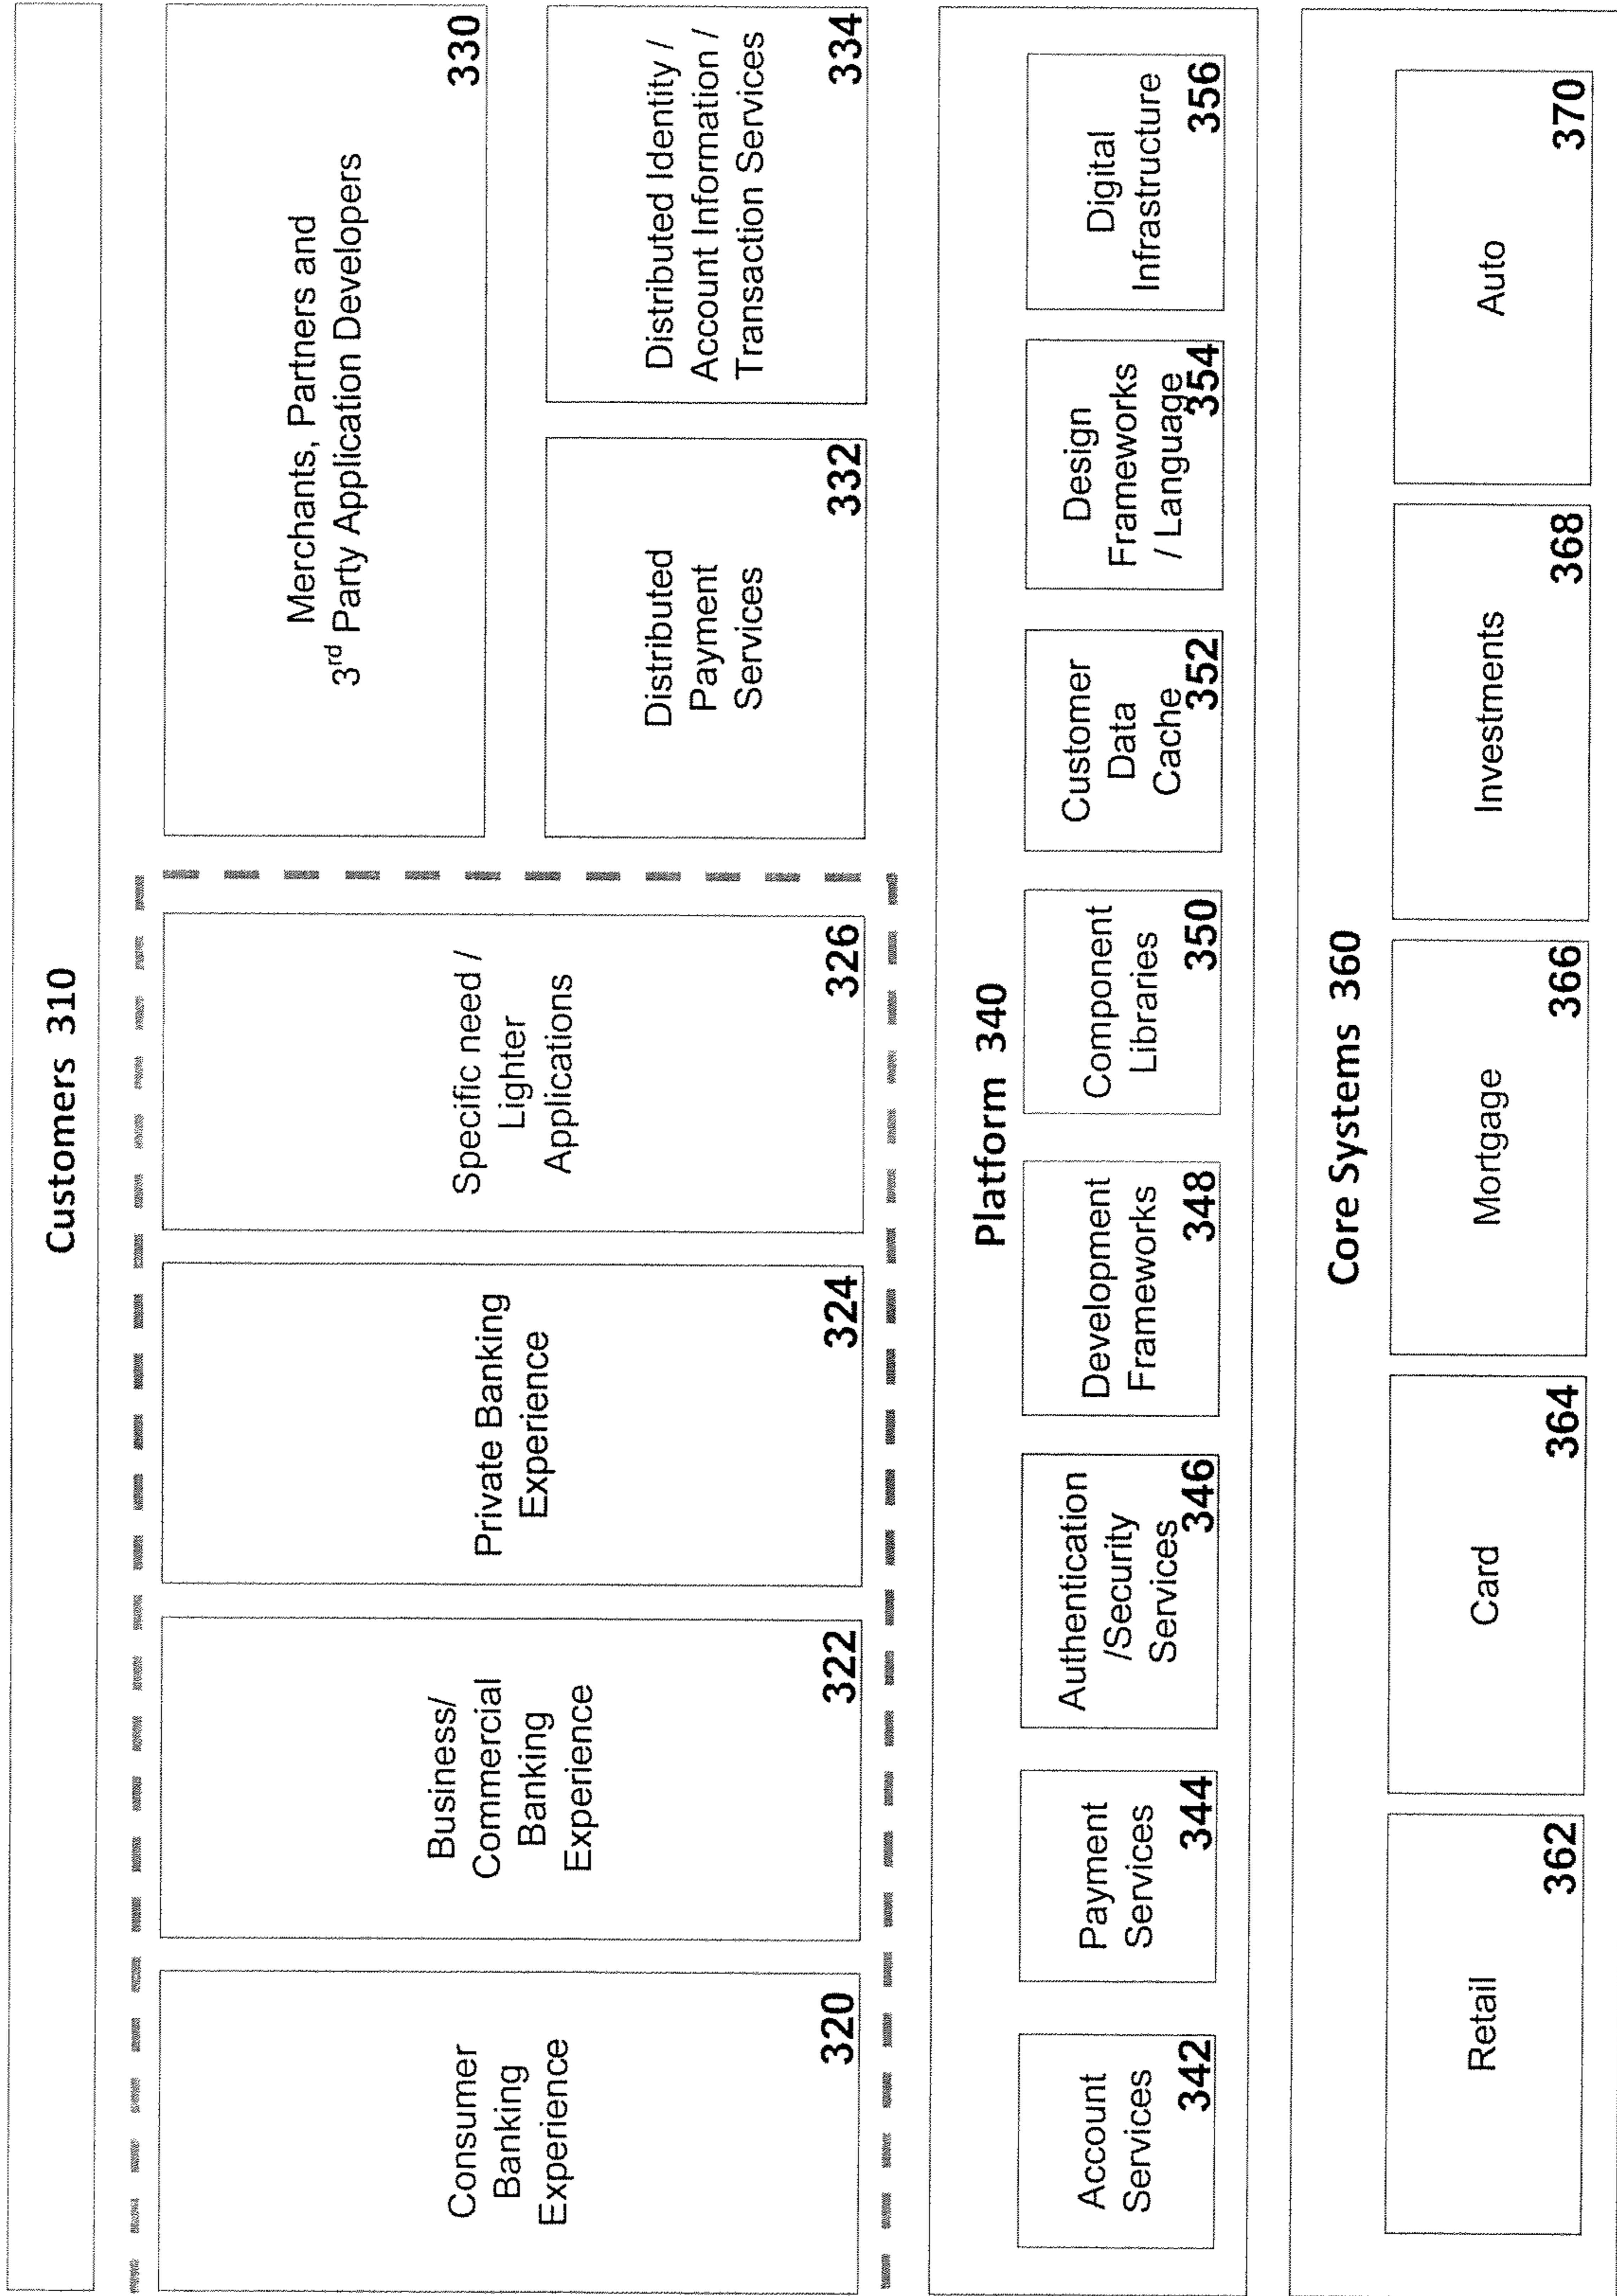 Customers 310
Consumer
Banking
Experience
320
Business/
Commercial
Banking
Experience
322
Private Banking
Experience
324
Specific need /
Lighter
Applications
326
Merchants, Partners and
3rd Party Application Developers
330
Distributed
Payment
Services
332
Distributed Identity /
Account Information /
Transaction Services
334
Platform 340
Account
Services
342
Payment
Services
344
Authentication
/Security
Services
346
Development
Frameworks
348
Component
Libraries
350
Customer
Data
Cache
352
Design
Frameworks
/ Language
354
Digital
Infrastructure
356
Core Systems 360
Retail
362
Card
364
Mortgage
366
Investments
368
Auto
370